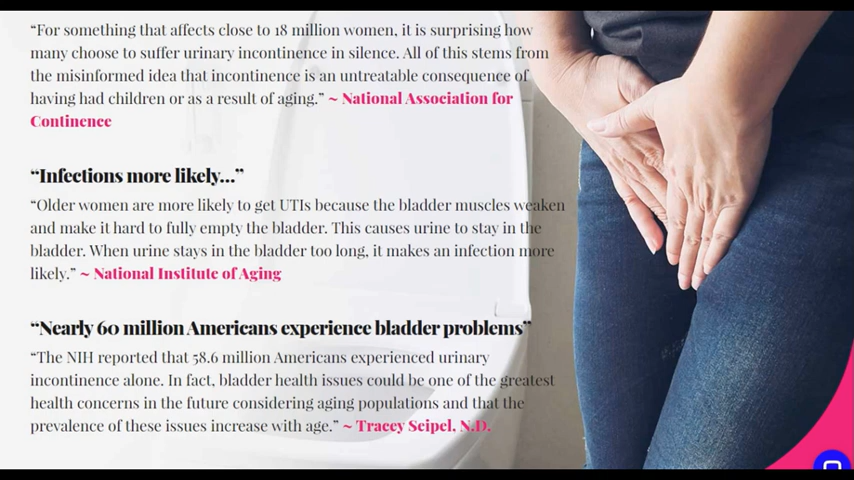 “For something that affects close to 18 million women, it is surprising how
many choose to suffer urinary incontinence in silence. All of this stems from
the misinformed idea that incontinence is an untreatable consequence of
having had children or as a result of aging.” ~ National Association for
Continence
“Infections more likely...”
“Older women are more likely to get UTIs because the bladder muscles weaken
and make it hard to fully empty the bladder. This causes urine to stay in the
bladder. When urine stays in the bladder too long, it makes an infection more
likely.” ~ National Institute of Aging
“Nearly 60 million Americans experience bladder problems”
“The NIH reported that 58.6 million Americans experienced urinary
incontinence alone. In fact, bladder health issues could be one of the greatest
health concerns in the future considering aging populations and that the
prevalence of these issues increase with age.” ~ Tracey Seipel, N.D.